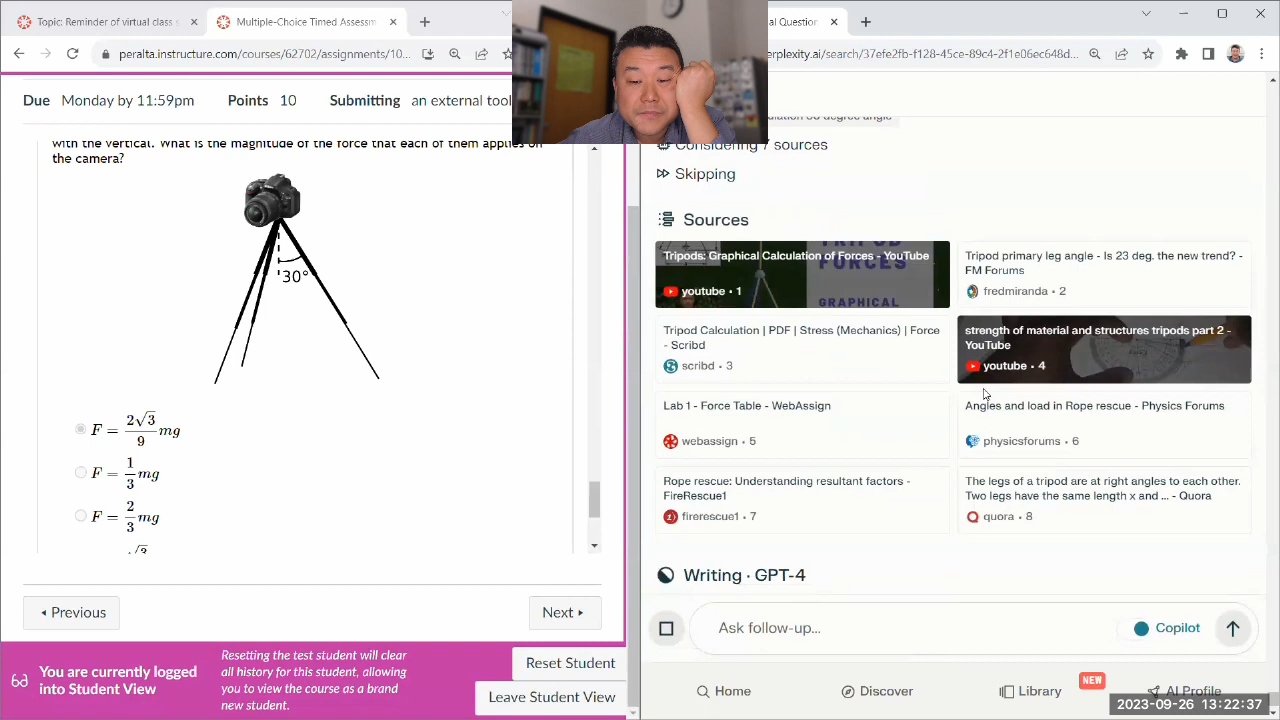 Topic: Reminder of virtual class s
Multiple-Choice Timed Assessm
al Questior
peralta.instructure.com/courses/62702/assignments/10...
erplexity.ai/search/37efe2fb-f128-45ce-89c4-2f1e06ec648d...
Due Monday by 11:59pm Points 10 Submitting an external tool
with the vertical. What is the magnitude of the force that each of them applies on
the camera?
30°
F = 2√3/9 mg
F = 1/3 mg
F = 2/3 mg
Previous
Next
You are currently logged
into Student View
Resetting the test student will clear
all history for this student, allowing
you to view the course as a brand
new student.
Reset Student
Leave Student View
Considering 7 sources
Skipping
Sources
Tripods: Graphical Calculation of Forces - YouTube
youtube • 1
TRIPOD
FORCES
GRAPHICAL
Tripod primary leg angle - Is 23 deg. the new trend? -
FM Forums
fredmiranda • 2
Tripod Calculation | PDF | Stress (Mechanics) | Force
- Scribd
scribd • 3
strength of material and structures tripods part 2 -
YouTube
youtube • 4
Lab 1 - Force Table - WebAssign
webassign • 5
Angles and load in Rope rescue - Physics Forums
physicsforums • 6
Rope rescue: Understanding resultant factors -
FireRescue1
firerescue1 • 7
The legs of a tripod are at right angles to each other.
Two legs have the same length x and ... - Quora
quora • 8
Writing · GPT-4
Ask follow-up...
Copilot
Home
Discover
Library
NEW
AI Profile
2023-09-26 13:22:37